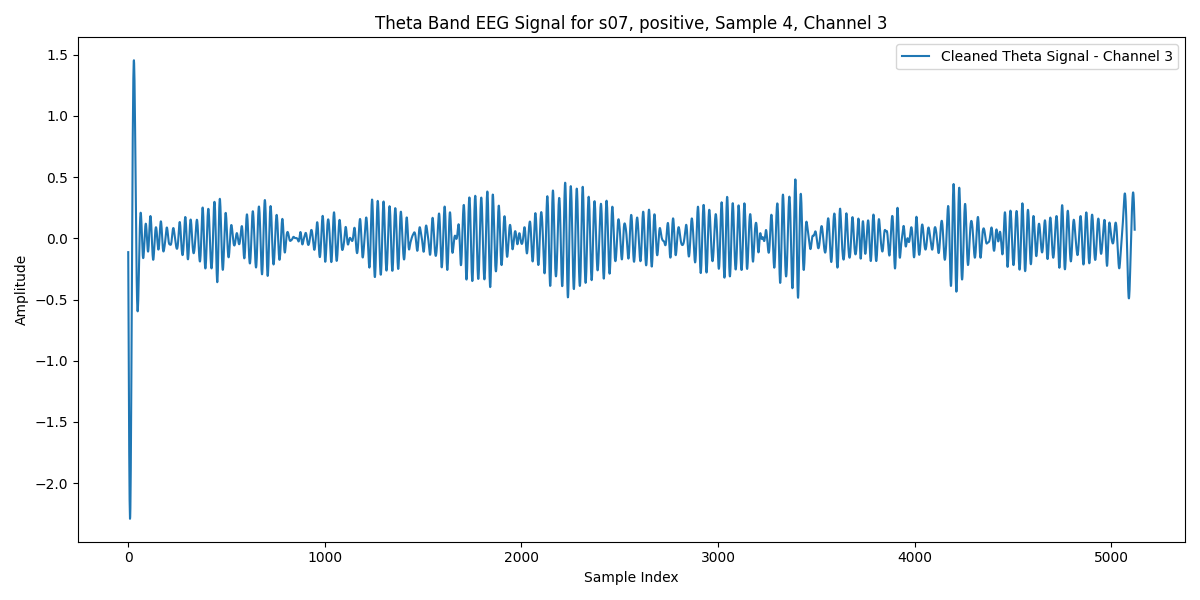 Theta Band EEG Signal for s07, positive, Sample 4, Channel 3
Cleaned Theta Signal - Channel 3
1.5
1.0
0.5
0.0
−0.5
−1.0
−1.5
−2.0
Amplitude
0 1000 2000 3000 4000 5000
Sample Index